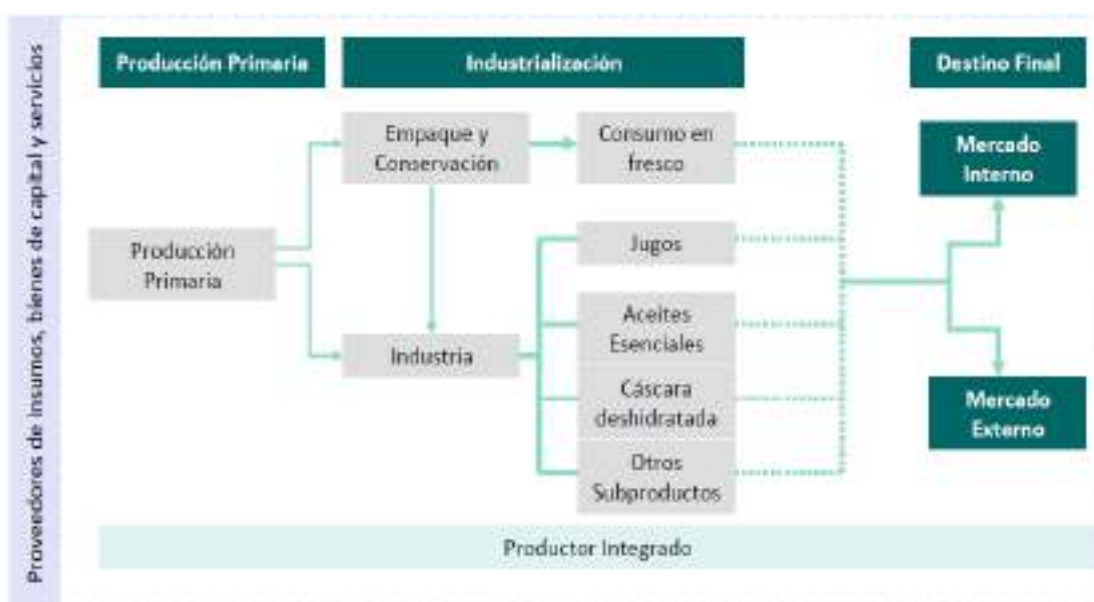 Proveedores de insumos, bienes de capital y servicios
Producción Primaria
Industrialización
Destino Final
Empaque y
Conservación
Consumo en
fresco
Mercado
Interno
Producción
Primaria
Jugos
Industria
Aceites
Esenciales
Cáscara
deshidratada
Otros
Subproductos
Mercado
Externo
Productor Integrado